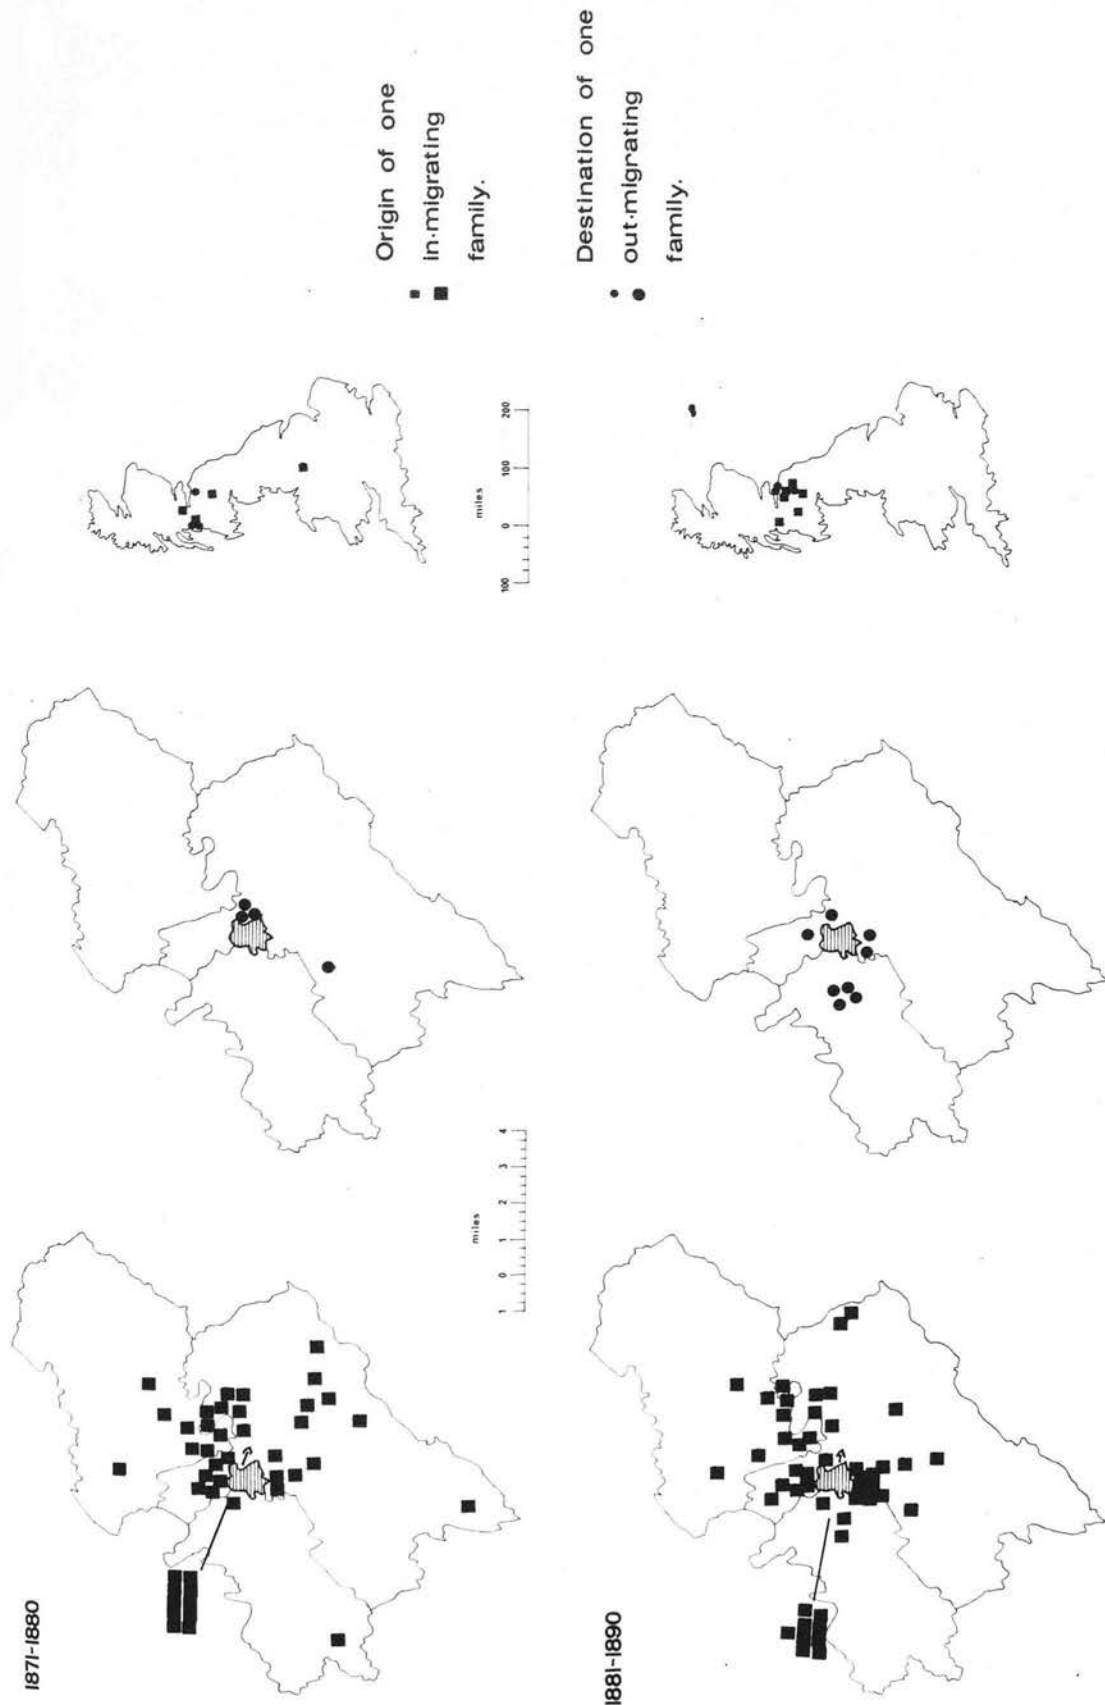 1871-1880
1 0 1 2 3 4
miles
100 0 100 200
miles
Origin of one
in·migrating
family.
1881-1890
Destination of one
out·migrating
family.